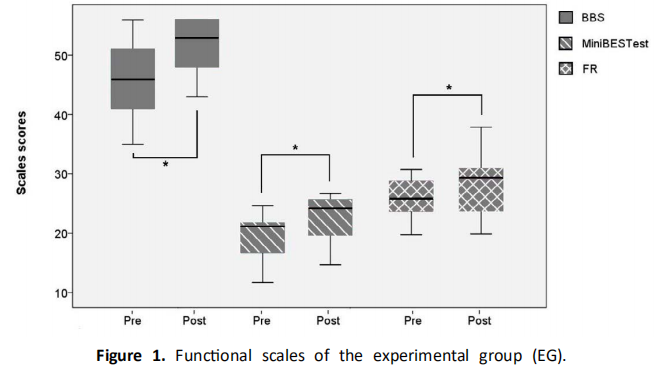 BBS
MiniBESTest
FR
Scales scores
50
40
30
20
10
*
*
*
Pre
Post
Pre
Post
Pre
Post
Figure 1. Functional scales of the experimental group (EG).